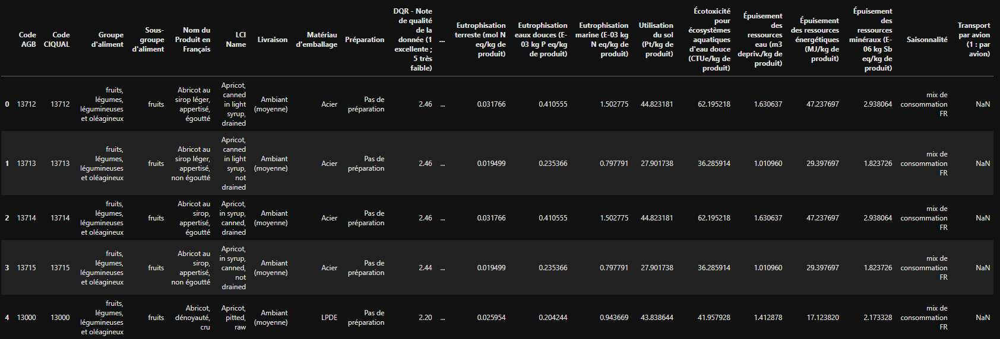 Code AGB Code CIQUAL Groupe d'aliment Sous-groupe d'aliment Nom du Produit en Français LCI Name Livraison Matériau d'emballage Préparation DQR - Note de qualité de la donnée (1 excellente ; 5 très faible) ... Eutrophisation terreste (mol N eq/kg de produit) Eutrophisation eaux douces (E-03 kg P eq/kg de produit) Eutrophisation marine (E-03 kg N eq/kg de produit) Utilisation du sol (Pt/kg de produit) Écotoxicité pour écosystèmes aquatiques d'eau douce (CTUe/kg de produit) Épuisement des ressources eau (m3 depriv./kg de produit) Épuisement des ressources énergétiques (MJ/kg de produit) Épuisement des ressources minéraux (E-06 kg Sb eq/kg de produit) Saisonnalité Transport par avion (1 : par avion)
0 13712 13712 fruits, légumes, légumineuses et oléagineux fruits Abricot au sirop léger, appertisé, égoutté Apricot, canned in light syrup, drained Ambiant (moyenne) Acier Pas de préparation 2.46 ... 0.031766 0.410555 1.502775 44.823181 62.195218 1.630637 47.237697 2.938064 mix de consommation FR NaN
1 13713 13713 fruits, légumes, légumineuses et oléagineux fruits Abricot au sirop léger, appertisé, non égoutté Apricot, canned in light syrup, not drained Ambiant (moyenne) Acier Pas de préparation 2.46 ... 0.019499 0.235366 0.797791 27.901738 36.285914 1.010960 29.397697 1.823726 mix de consommation FR NaN
2 13714 13714 fruits, légumes, légumineuses et oléagineux fruits Abricot au sirop, appertisé, égoutté Apricot, in syrup, canned, drained Ambiant (moyenne) Acier Pas de préparation 2.46 ... 0.031766 0.410555 1.502775 44.823181 62.195218 1.630637 47.237697 2.938064 mix de consommation FR NaN
3 13715 13715 fruits, légumes, légumineuses et oléagineux fruits Abricot au sirop, appertisé, non égoutté Apricot, in syrup, canned, not drained Ambiant (moyenne) Acier Pas de préparation 2.44 ... 0.019499 0.235366 0.797791 27.901738 36.285914 1.010960 29.397697 1.823726 mix de consommation FR NaN
4 13000 13000 fruits, légumes, légumineuses et oléagineux fruits Abricot, dénoyauté, cru Apricot, pitted, raw Ambiant (moyenne) LPDE Pas de préparation 2.20 ... 0.025954 0.204244 0.943669 43.838644 41.957928 1.412878 17.123820 2.173328 mix de consommation FR NaN